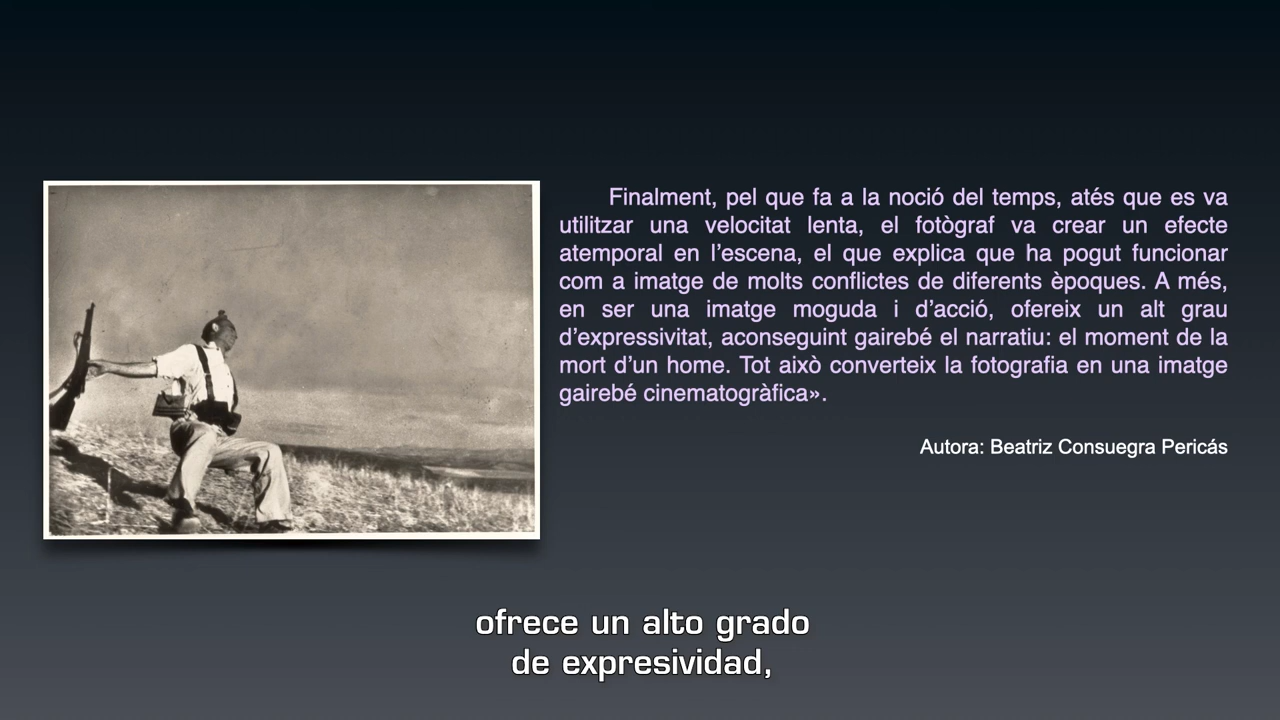 Finalment, pel que fa a la noció del temps, atés que es va
utilitzar una velocitat lenta, el fotògraf va crear un efecte
atemporal en l’escena, el que explica que ha pogut funcionar
com a imatge de molts conflictes de diferents èpoques. A més,
en ser una imatge moguda i d’acció, ofereix un alt grau
d’expressivitat, aconseguint gairebé el narratiu: el moment de la
mort d’un home. Tot això converteix la fotografia en una imatge
gairebé cinematogràfica».
Autora: Beatriz Consuegra Pericás
ofrece un alto grado
de expresividad,